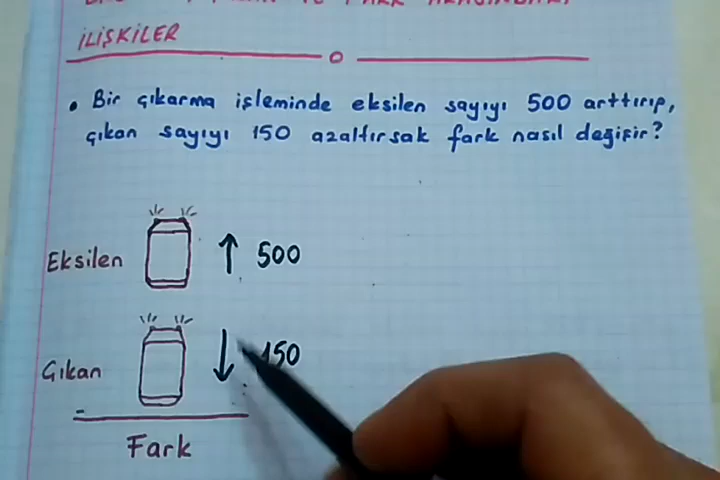 İLİŞKİLER
• Bir çıkarma işleminde eksilen sayıyı 500 arttırıp,
çıkan sayıyı 150 azaltırsak fark nasıl değişir?
Eksilen ↑ 500
Çıkan ↓ 150
-
Fark